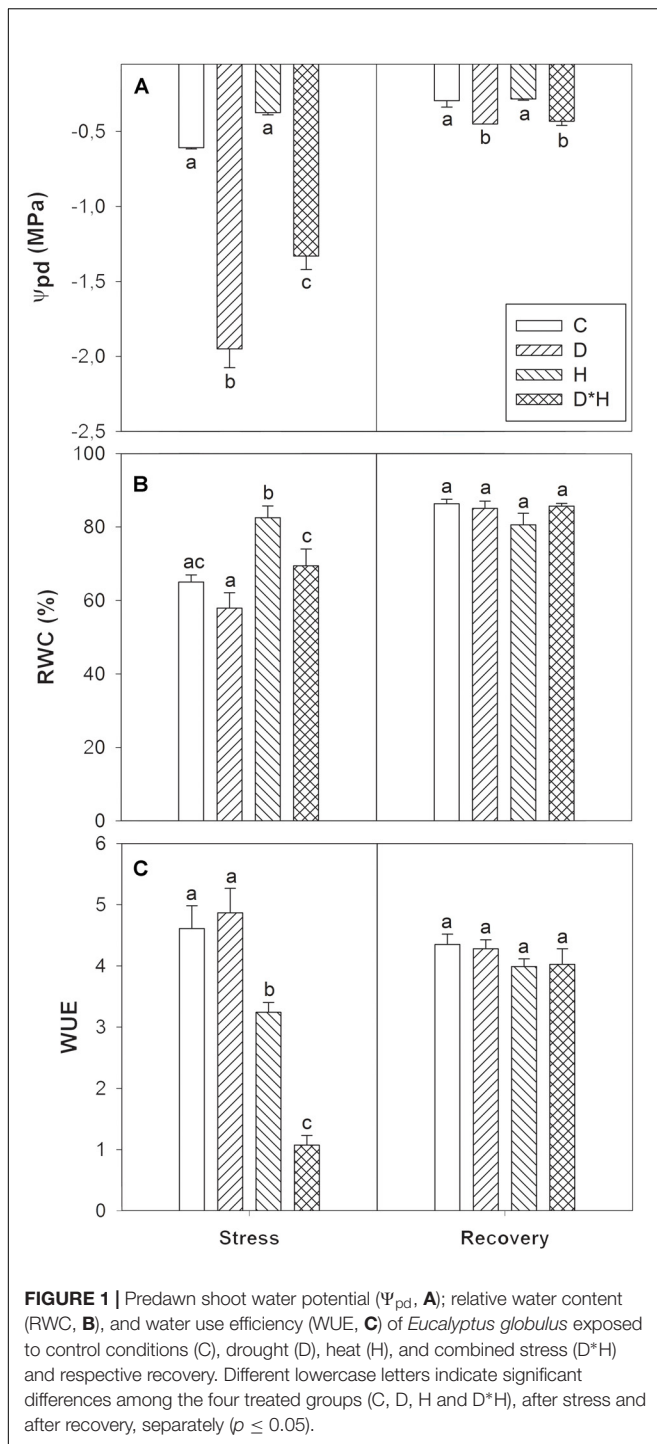 A
-0,5
-1,0
-1,5
-2,0
-2,5
Ψpd (MPa)
a
b
a
c
a
b
a
b
C
D
H
D*H
B
100
80
60
40
20
0
RWC (%)
ac
a
b
c
a
a
a
a
C
6
5
4
3
2
1
0
WUE
a
a
b
c
a
a
a
a
Stress
Recovery
FIGURE 1 | Predawn shoot water potential (Ψpd, A); relative water content
(RWC, B), and water use efficiency (WUE, C) of Eucalyptus globulus exposed
to control conditions (C), drought (D), heat (H), and combined stress (D*H)
and respective recovery. Different lowercase letters indicate significant
differences among the four treated groups (C, D, H and D*H), after stress and
after recovery, separately (p ≤ 0.05).